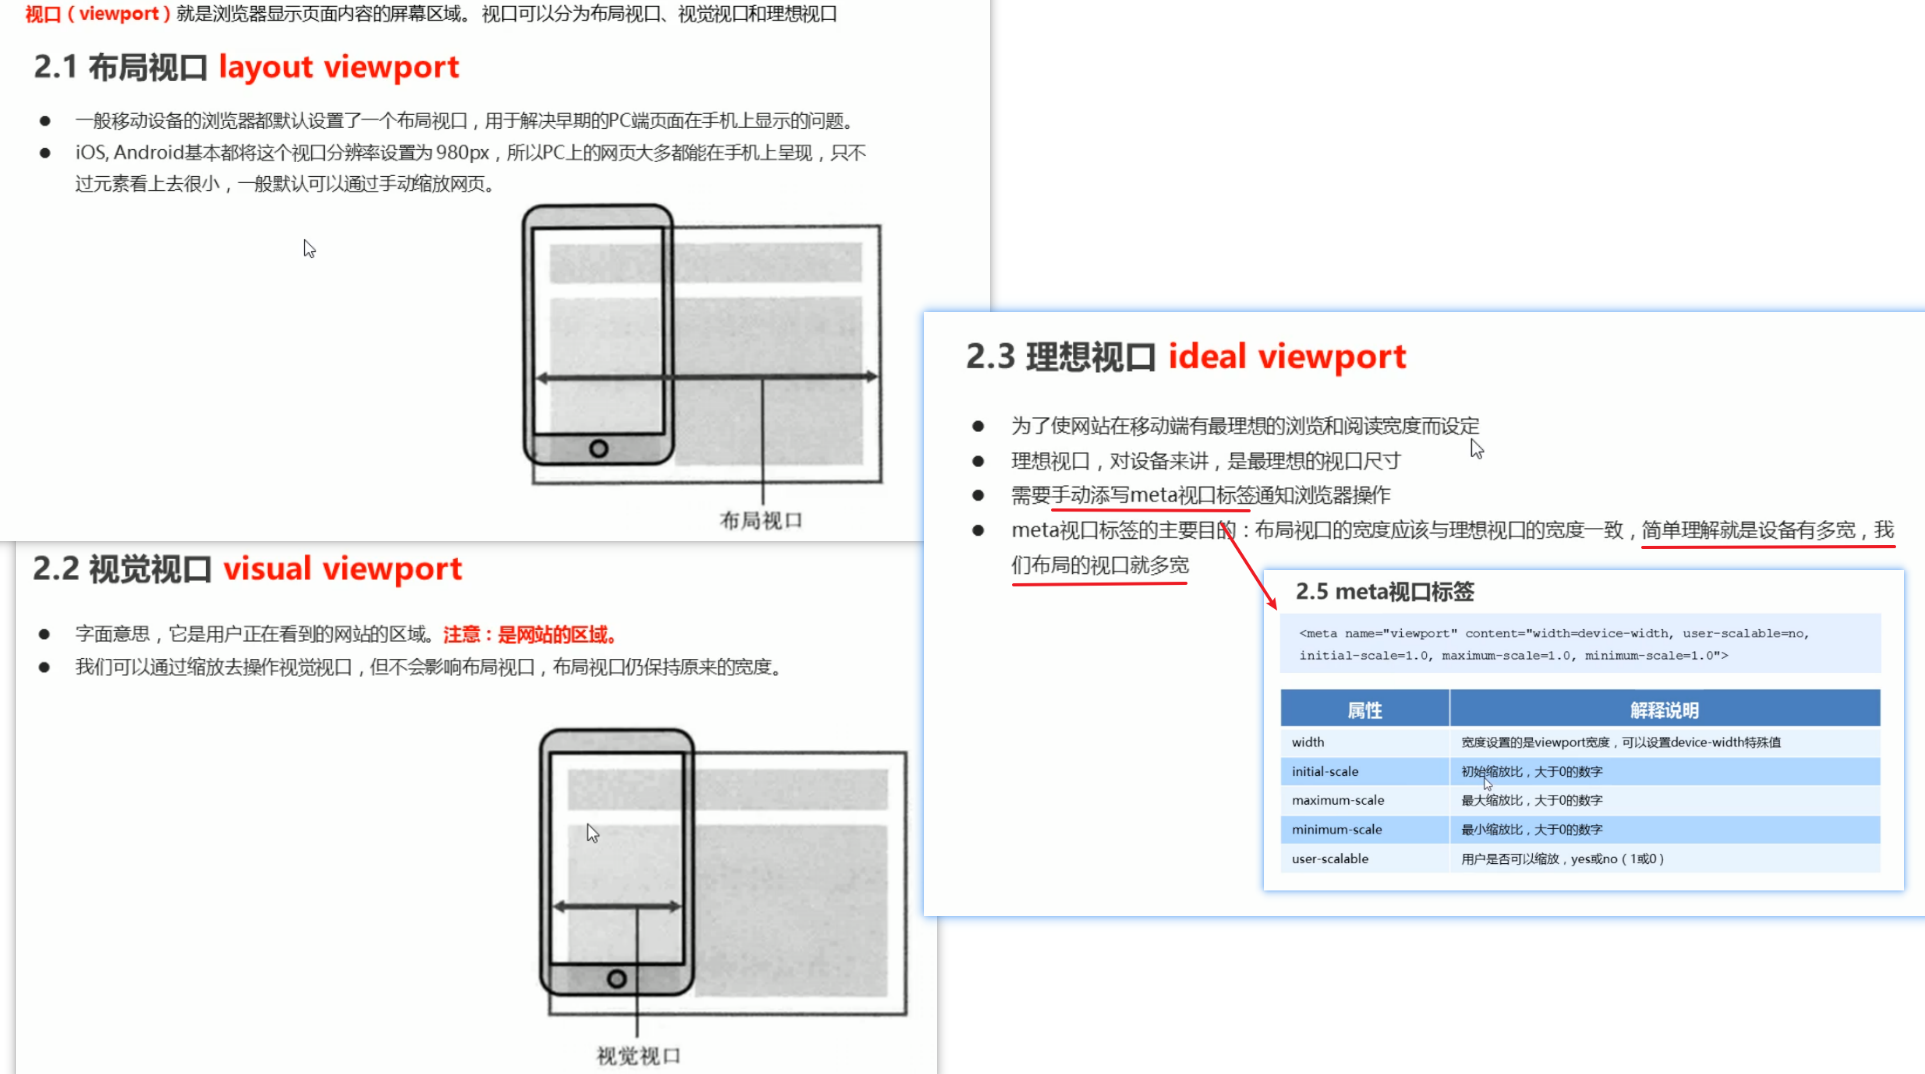 视口（viewport）就是浏览器显示页面内容的屏幕区域。 视口可以分为布局视口、视觉视口和理想视口
2.1 布局视口 layout viewport
● 一般移动设备的浏览器都默认设置了一个布局视口，用于解决早期的PC端页面在手机上显示的问题。
● iOS, Android基本都将这个视口分辨率设置为 980px，所以PC上的网页大多都能在手机上呈现，只不
过元素看上去很小，一般默认可以通过手动缩放网页。
布局视口
2.2 视觉视口 visual viewport
● 字面意思，它是用户正在看到的网站的区域。注意：是网站的区域。
● 我们可以通过缩放去操作视觉视口，但不会影响布局视口，布局视口仍保持原来的宽度。
视觉视口
2.3 理想视口 ideal viewport
● 为了使网站在移动端有最理想的浏览和阅读宽度而设定
● 理想视口，对设备来讲，是最理想的视口尺寸
● 需要手动添写meta视口标签通知浏览器操作
● meta视口标签的主要目的：布局视口的宽度应该与理想视口的宽度一致，简单理解就是设备有多宽，我
们布局的视口就多宽
2.5 meta视口标签
<meta name="viewport" content="width=device-width, user-scalable=no,
initial-scale=1.0, maximum-scale=1.0, minimum-scale=1.0">
属性 解释说明
width 宽度设置的是viewport宽度，可以设置device-width特殊值
initial-scale 初始缩放比，大于0的数字
maximum-scale 最大缩放比，大于0的数字
minimum-scale 最小缩放比，大于0的数字
user-scalable 用户是否可以缩放，yes或no（1或0）